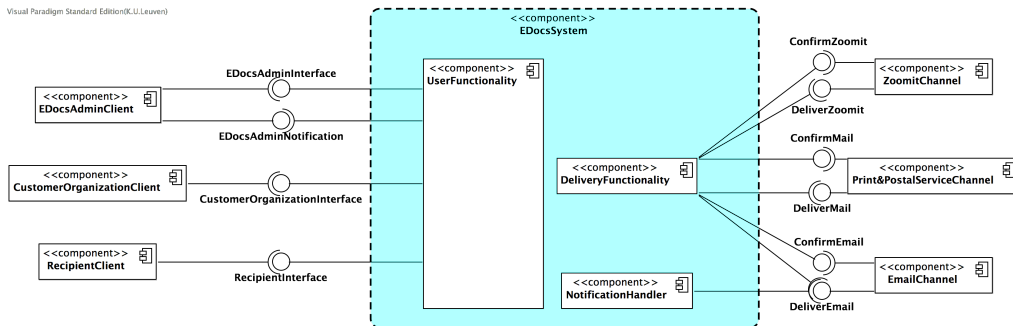 Visual Paradigm Standard Edition(K.U.Leuven)
<<component>>
EDocsSystem
<<component>>
EDocsAdminClient
EDocsAdminInterface
EDocsAdminNotification
<<component>>
CustomerOrganizationClient
CustomerOrganizationInterface
<<component>>
RecipientClient
RecipientInterface
<<component>>
UserFunctionality
<<component>>
DeliveryFunctionality
<<component>>
NotificationHandler
ConfirmZoomit
DeliverZoomit
<<component>>
ZoomitChannel
ConfirmMail
DeliverMail
<<component>>
Print&PostalServiceChannel
ConfirmEmail
DeliverEmail
<<component>>
EmailChannel